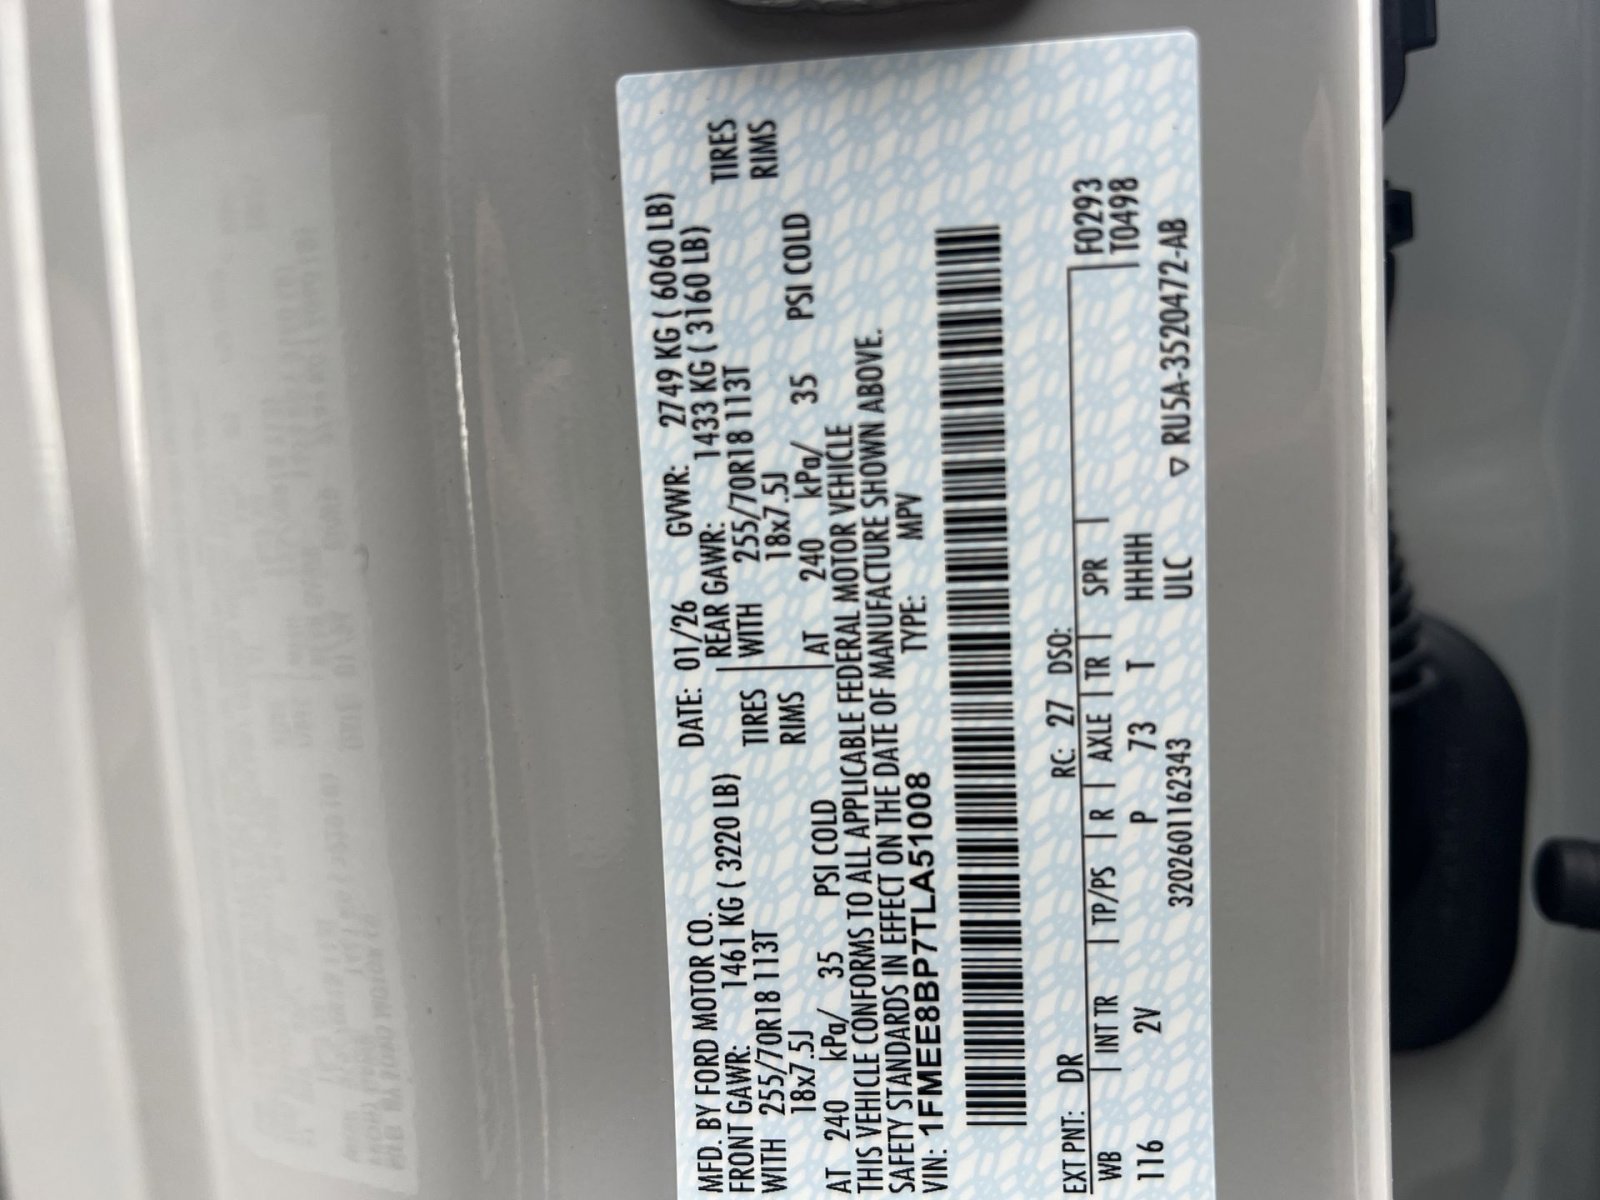 MFD. BY FORD MOTOR CO.
DATE: 01/26 GVWR: 2749 KG ( 6060 LB)
FRONT GAWR: 1461 KG ( 3220 LB) REAR GAWR: 1433 KG ( 3160 LB)
WITH 255/70R18 113T TIRES WITH 255/70R18 113T TIRES
18x7.5J RIMS 18x7.5J RIMS
AT 240 kPa/ 35 PSI COLD AT 240 kPa/ 35 PSI COLD
THIS VEHICLE CONFORMS TO ALL APPLICABLE FEDERAL MOTOR VEHICLE
SAFETY STANDARDS IN EFFECT ON THE DATE OF MANUFACTURE SHOWN ABOVE.
VIN: 1FMEE8BP7TLA51008 TYPE: MPV
EXT PNT: DR RC: 27 DSO: F0293
WB INT TR TP/PS R AXLE TR SPR T0498
116 2V P 73 T HHHH
3202601162343 ULC ▽ RU5A-3520472-AB